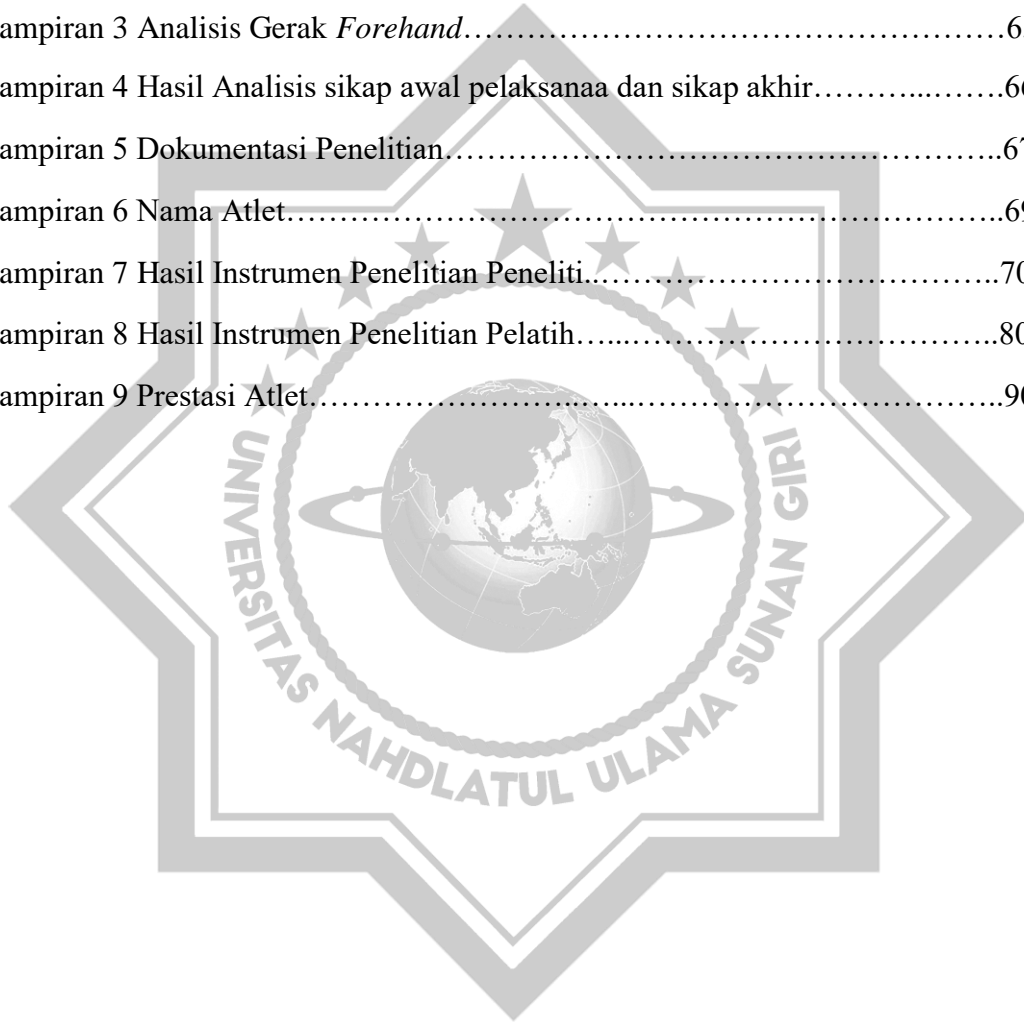 ampiran 3 Analisis Gerak Forehand……………………………………………6
ampiran 4 Hasil Analisis sikap awal pelaksanaa dan sikap akhir………...…….66
ampiran 5 Dokumentasi Penelitian……………………………………………..67
ampiran 6 Nama Atlet…………………………………………………………..69
ampiran 7 Hasil Instrumen Penelitian Peneliti..………………………………..70
ampiran 8 Hasil Instrumen Penelitian Pelatih…...……………………………..80
ampiran 9 Prestasi Atlet…………………………...……………………………..90
UNIVERSITAS NAHDLATUL ULAMA SUNAN GIRI